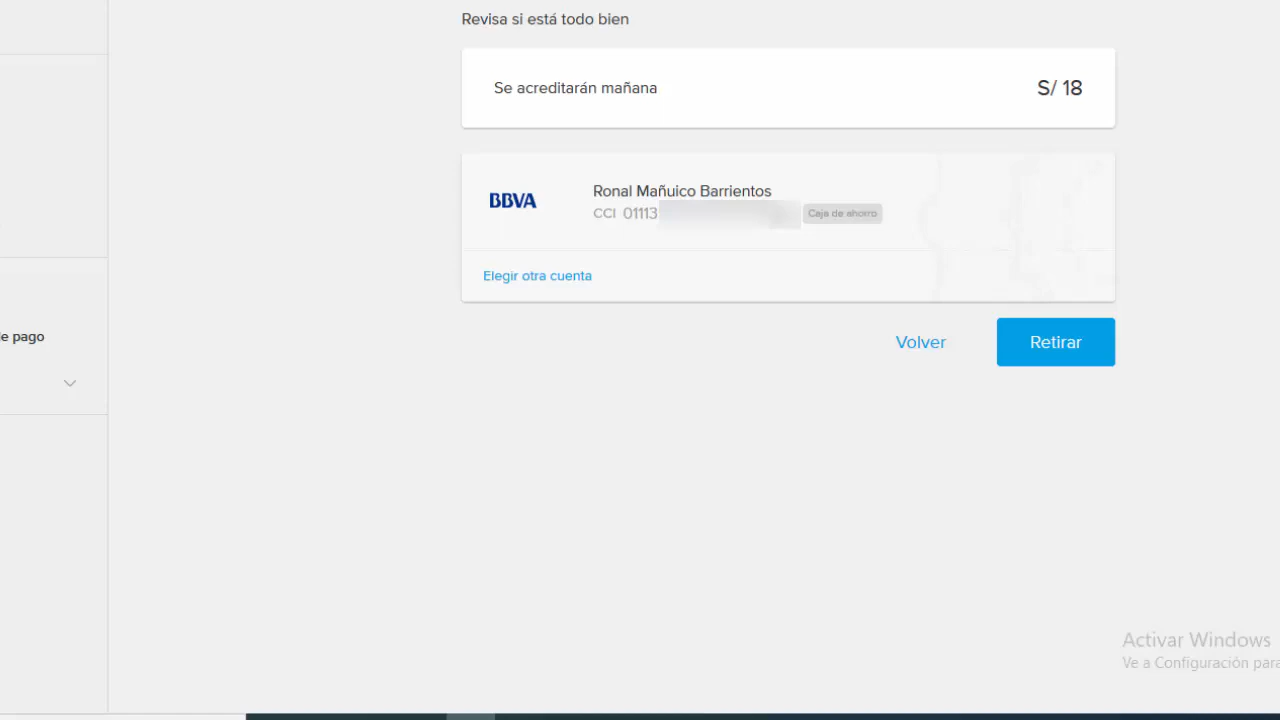 Revisa si está todo bien
Se acreditarán mañana
S/ 18
BBVA
Ronal Mañuico Barrientos
CCI 01113
Caja de ahorro
Elegir otra cuenta
e pago
Volver
Retirar
Activar Windows
Ve a Configuración para